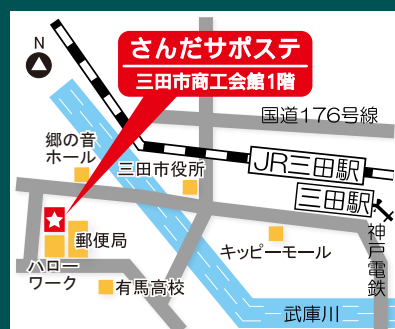 N
さんだサポステ
三田市商工会館1階
国道176号線
郷の音
ホール
三田市役所
JR三田駅
三田駅
神戸電鉄
郵便局
ハロー
ワーク
キッピーモール
有馬高校
武庫川